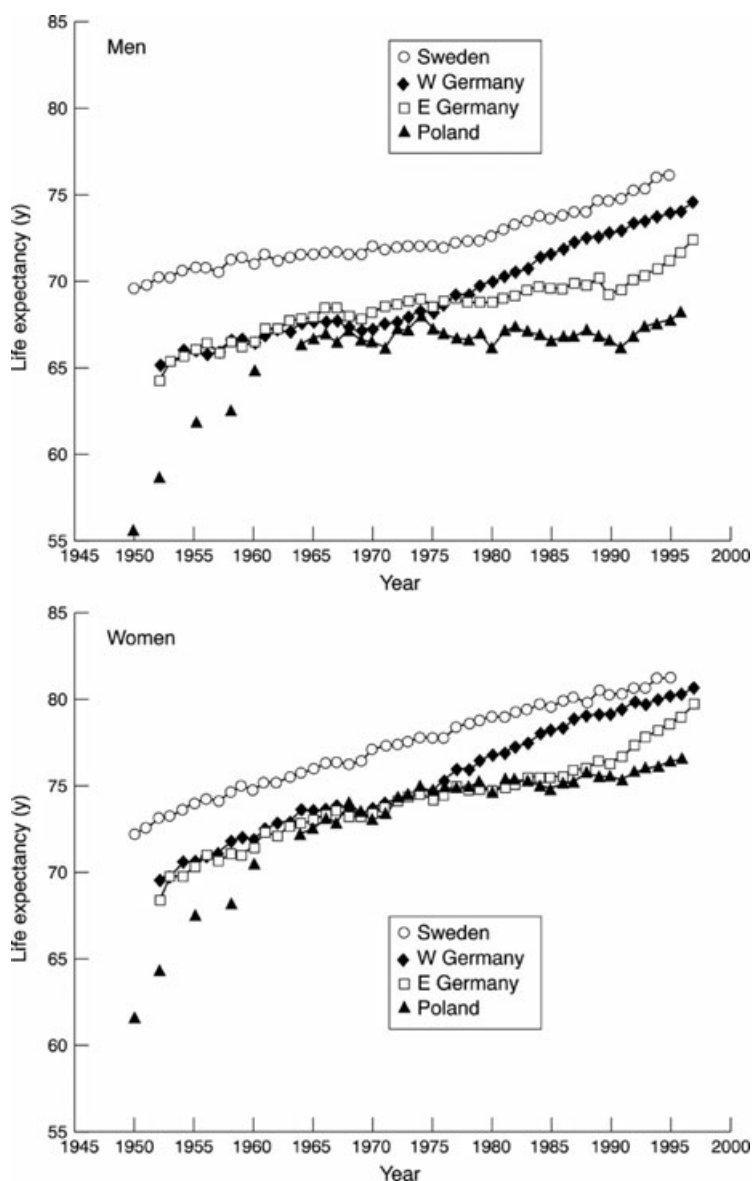 85
Men
Sweden
W Germany
E Germany
Poland
80
75
70
65
60
55
Life expectancy (y)
1945 1950 1955 1960 1965 1970 1975 1980 1985 1990 1995 2000
Year
85
Women
80
75
70
65
60
55
Life expectancy (y)
Sweden
W Germany
E Germany
Poland
1945 1950 1955 1960 1965 1970 1975 1980 1985 1990 1995 2000
Year